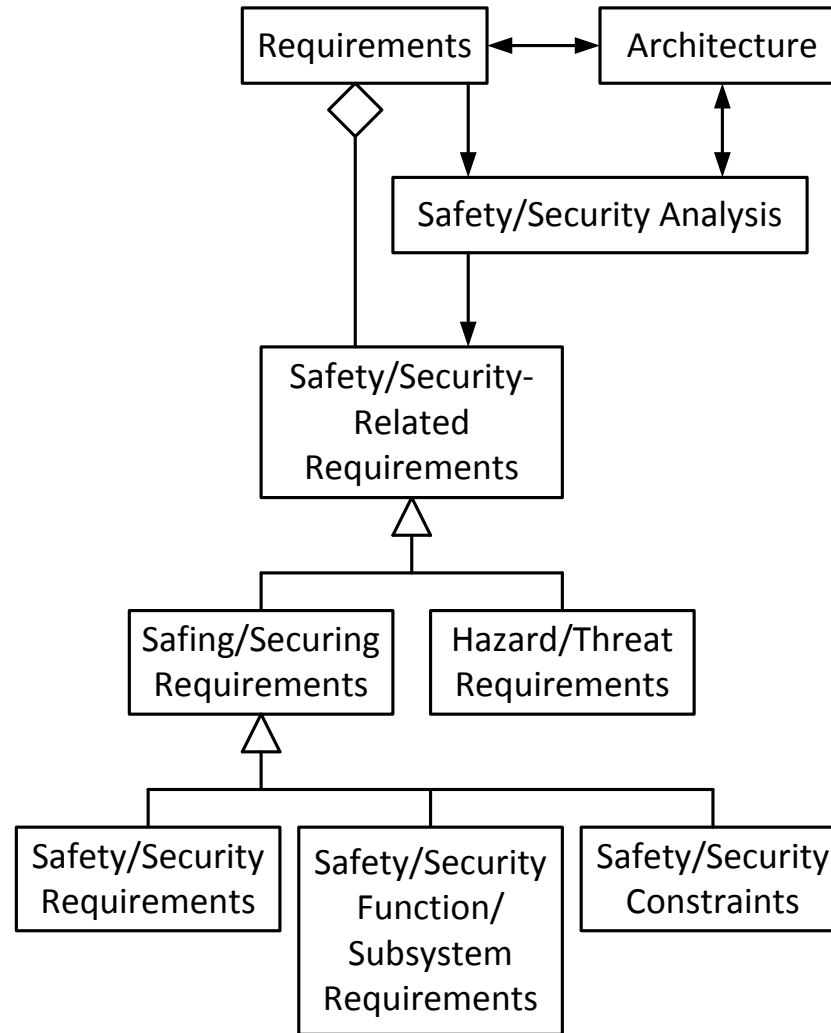 Requirements
Architecture
Safety/Security Analysis
Safety/Security-
Related
Requirements
Safing/Securing
Requirements
Hazard/Threat
Requirements
Safety/Security
Requirements
Safety/Security
Function/
Subsystem
Requirements
Safety/Security
Constraints